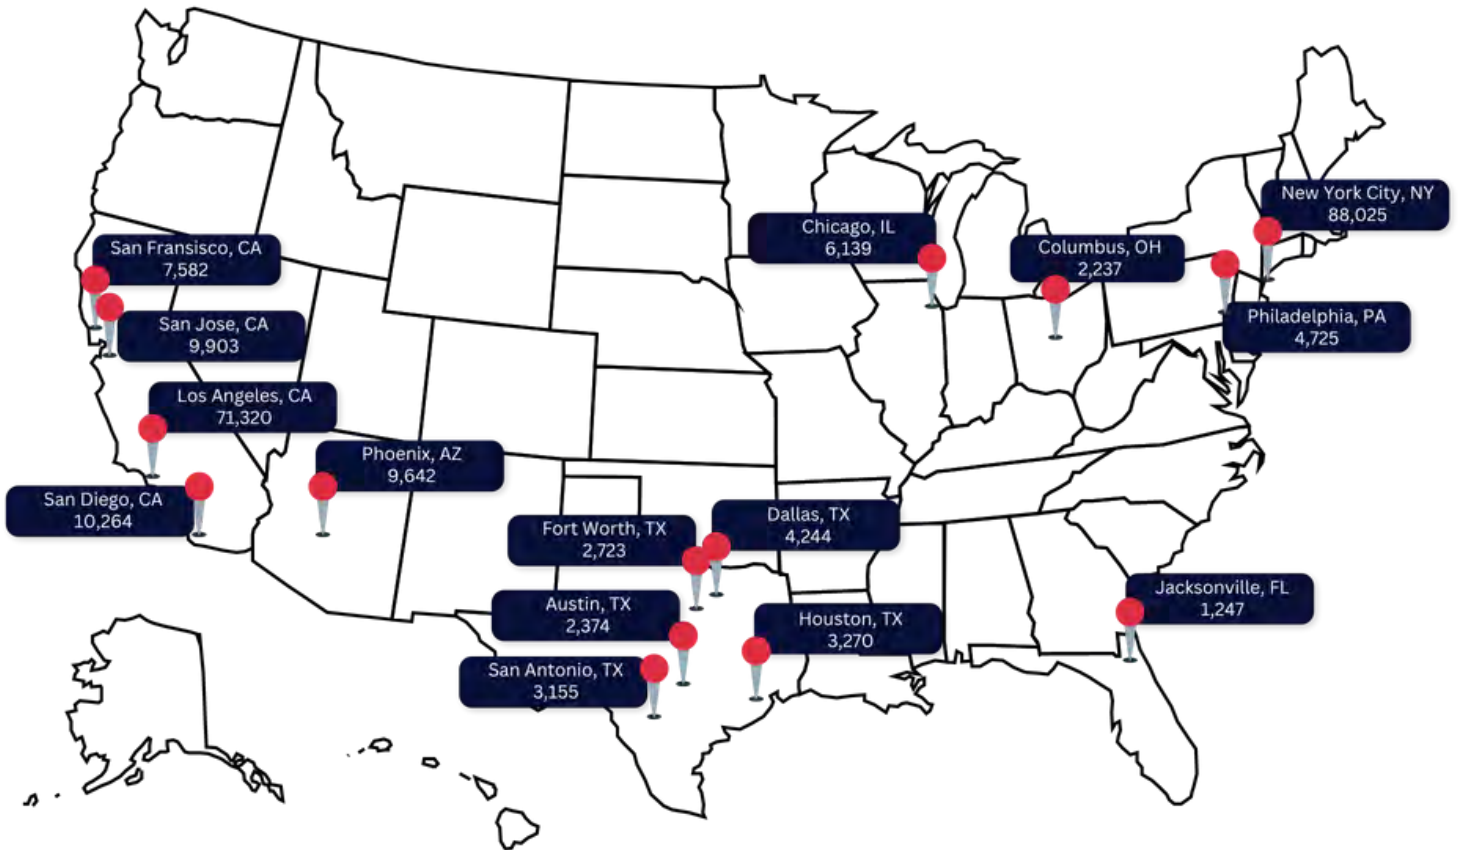 New York City, NY
88,025
Chicago, IL
6,139
Columbus, OH
2,237
San Fransisco, CA
7,582
Philadelphia, PA
4,725
San Jose, CA
9,903
Los Angeles, CA
71,320
Phoenix, AZ
9,642
San Diego, CA
10,264
Dallas, TX
4,244
Fort Worth, TX
2,723
Jacksonville, FL
1,247
Austin, TX
2,374
Houston, TX
3,270
San Antonio, TX
3,155